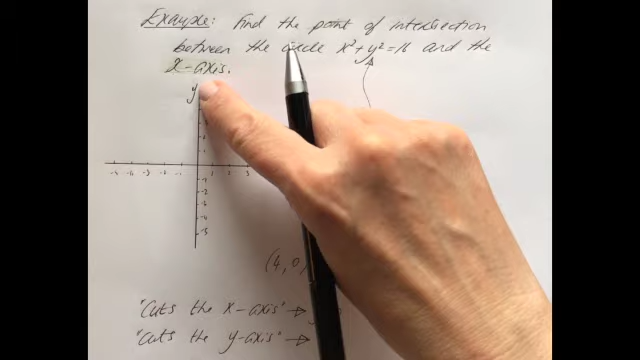 Example: Find the point of intersection
between the circle x² + y² = 16 and the
x-axis.
y
(4, 0)
"Cuts the x-axis" →
"Cuts the y-axis" →